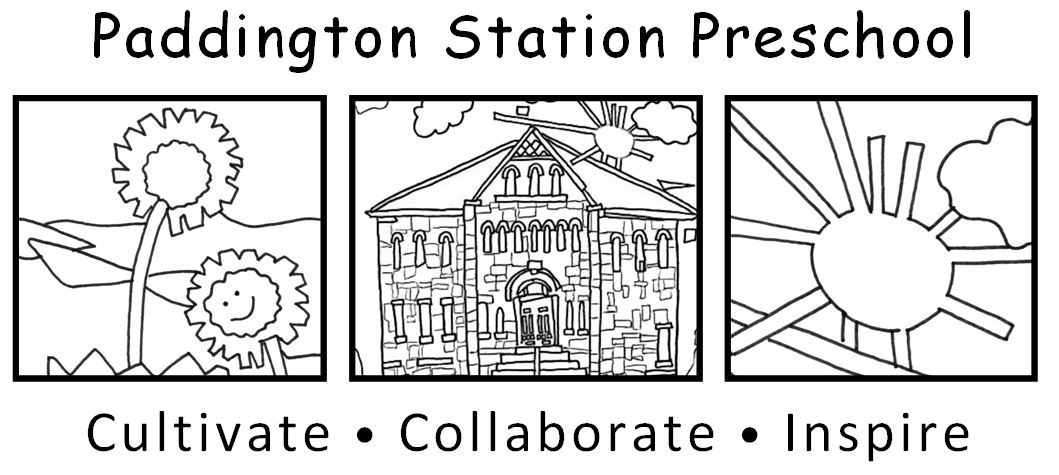 Paddington Station Preschool
Cultivate • Collaborate • Inspire